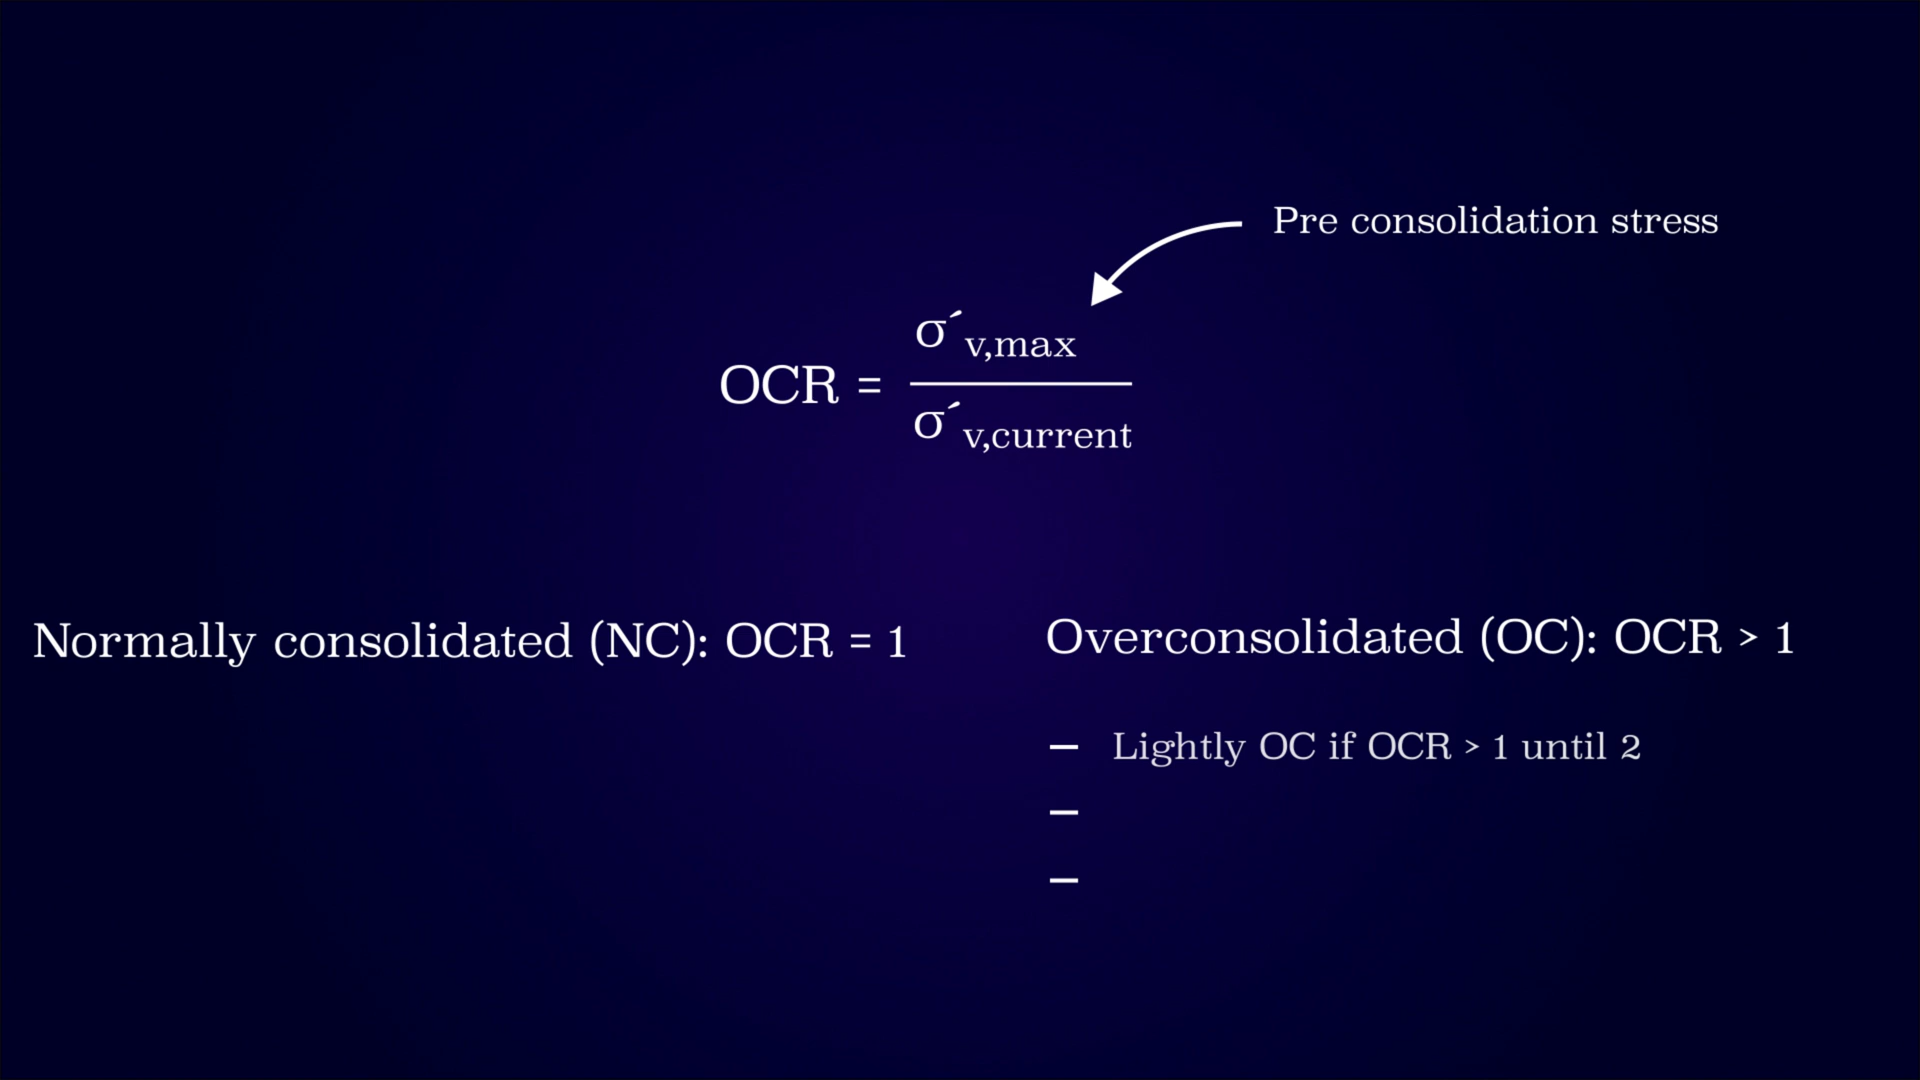 Pre consolidation stress
OCR = σ´v,max / σ´v,current
Normally consolidated (NC): OCR = 1
Overconsolidated (OC): OCR > 1
– Lightly OC if OCR > 1 until 2
–
–